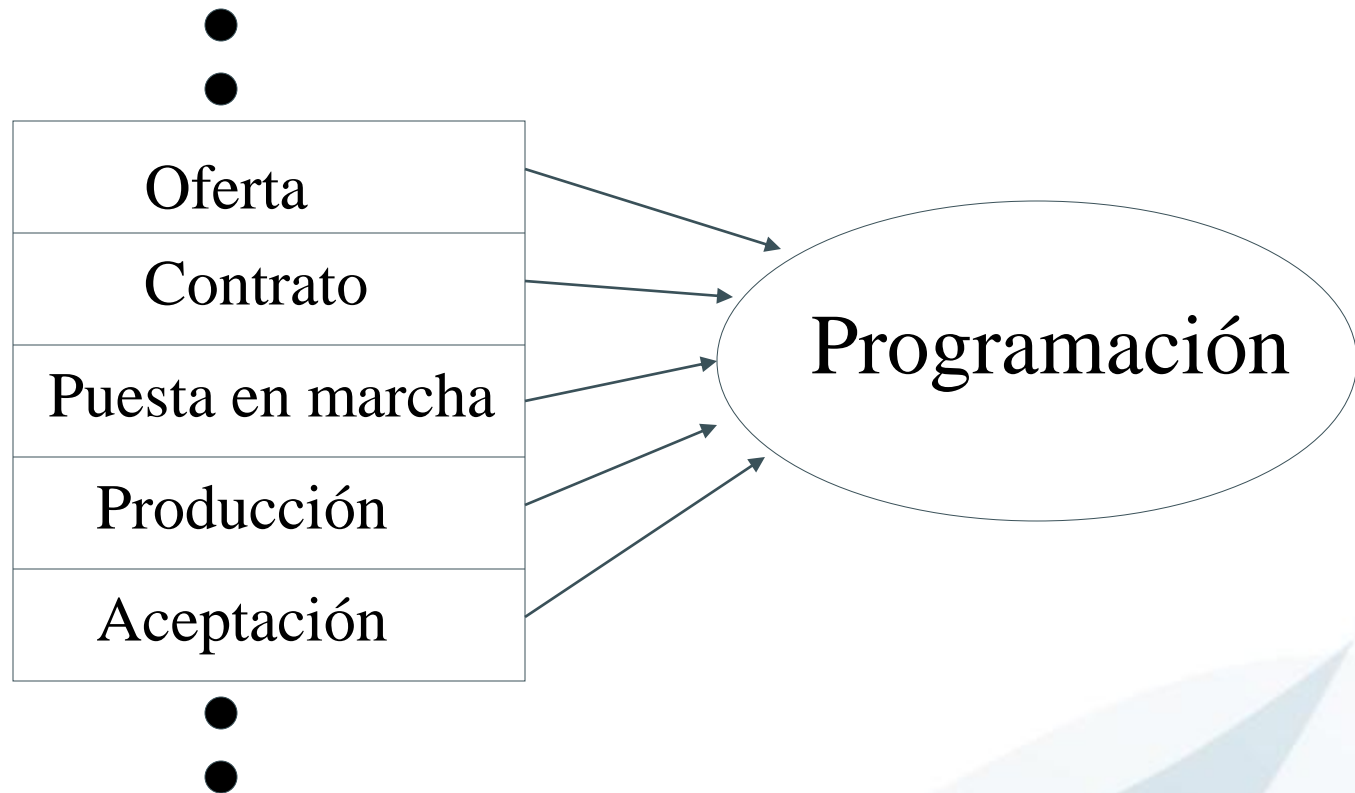 Oferta
Contrato
Puesta en marcha
Producción
Aceptación
Programación